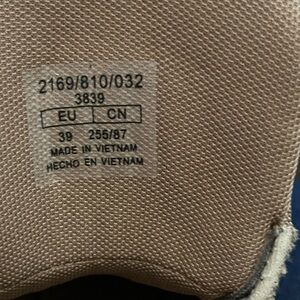 2169/810/032
3839
EU CN
39 255/87
MADE IN VIETNAM
HECHO EN VIETNAM